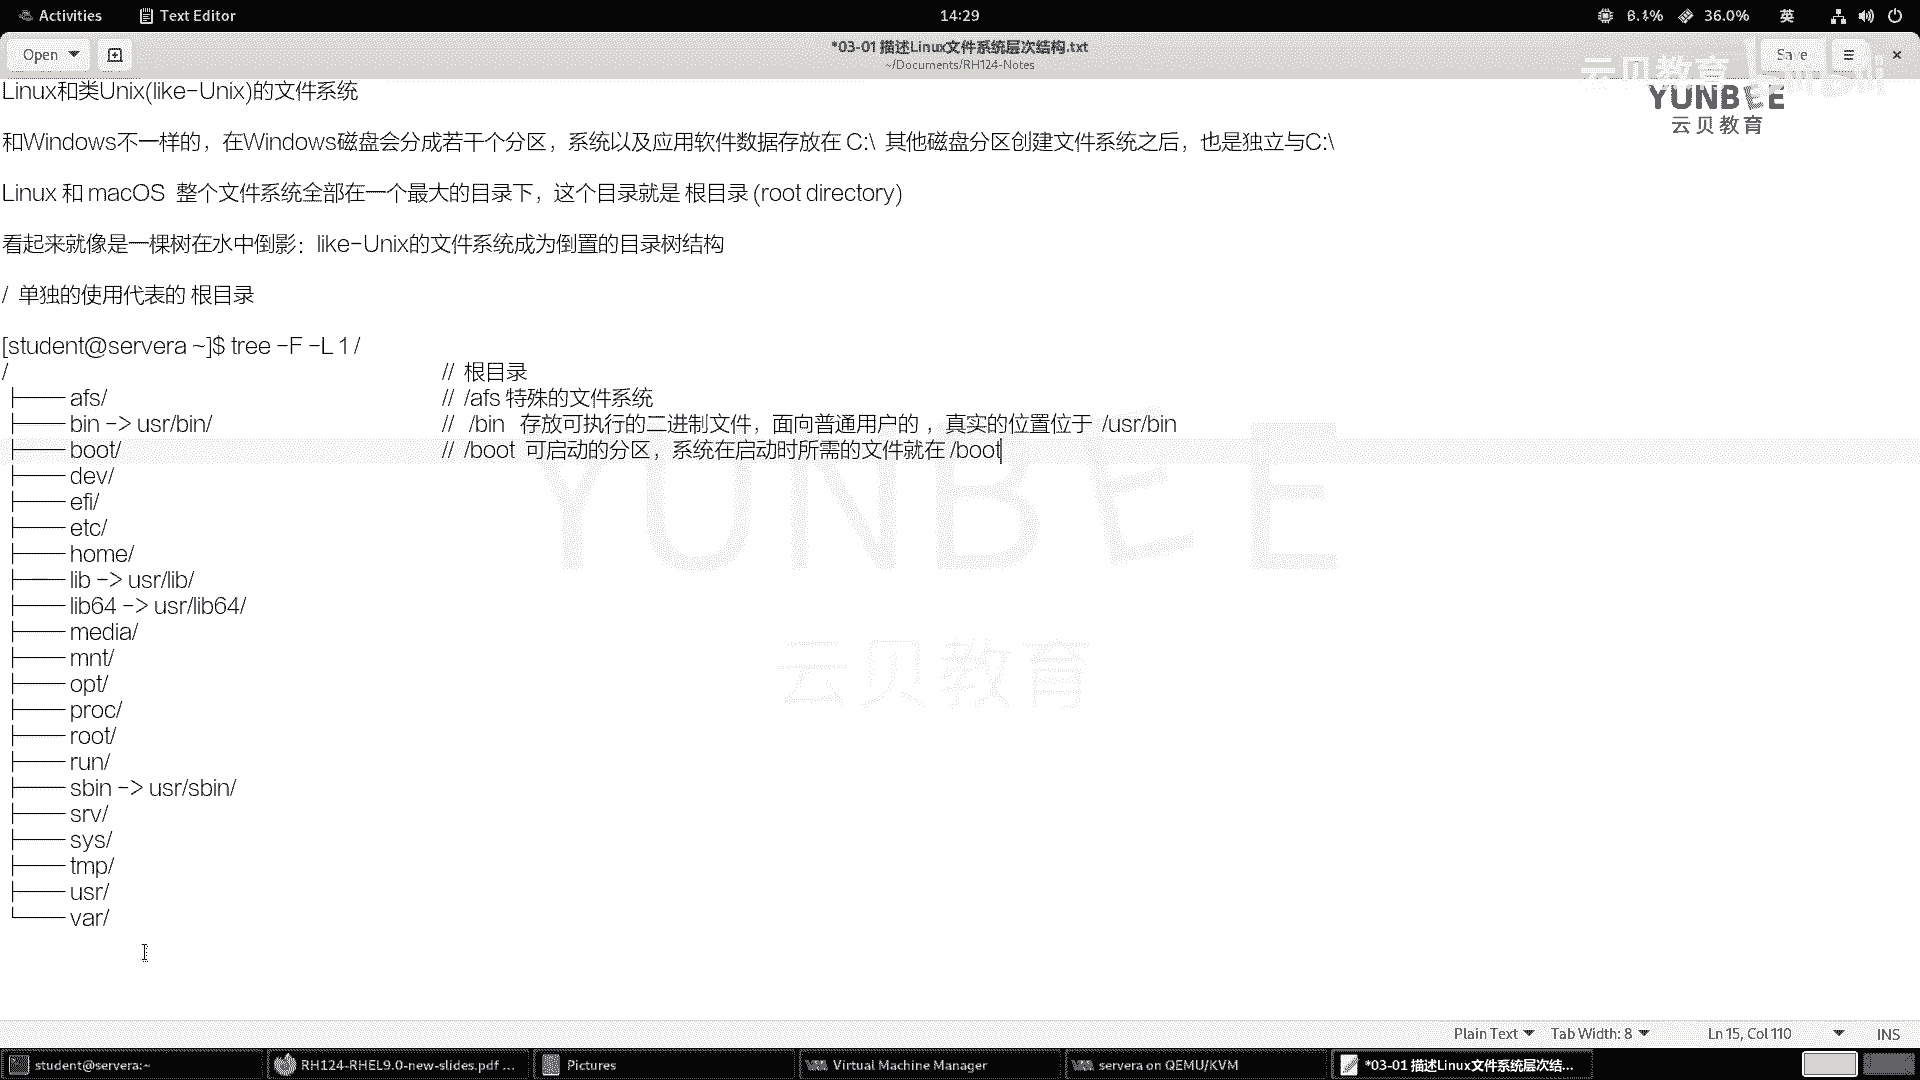 Activities Text Editor 14:29 8.4% 36.0% 英
Open *03-01 描述Linux文件系统层次结构.txt Save
~/Documents/RH124-Notes
云贝教育 bilibili
YUNBEE
云贝教育
Linux和类Unix(like-Unix)的文件系统
和Windows不一样的，在Windows磁盘会分成若干个分区，系统以及应用软件数据存放在 C:\ 其他磁盘分区创建文件系统之后，也是独立与C:\
Linux 和 macOS 整个文件系统全部在一个最大的目录下，这个目录就是 根目录 (root directory)
看起来就像是一棵树在水中倒影：like-Unix的文件系统成为倒置的目录树结构
/ 单独的使用代表的 根目录
[student@servera ~]$ tree -F -L 1 /
/ // 根目录
├── afs/ // /afs 特殊的文件系统
├── bin -> usr/bin/ // /bin 存放可执行的二进制文件，面向普通用户的 ，真实的位置位于 /usr/bin
├── boot/ // /boot 可启动的分区，系统在启动时所需的文件就在 /boot
├── dev/
├── efi/
├── etc/
├── home/
├── lib -> usr/lib/
├── lib64 -> usr/lib64/
├── media/
├── mnt/
├── opt/
├── proc/
├── root/
├── run/
├── sbin -> usr/sbin/
├── srv/
├── sys/
├── tmp/
├── usr/
└── var/
YUNBEE
云贝教育
Plain Text Tab Width: 8 Ln 15, Col 110 INS
student@servera:~ RH124-RHEL9.0-new-slides.pdf ... Pictures Virtual Machine Manager servera on QEMU/KVM *03-01 描述Linux文件系统层次结...